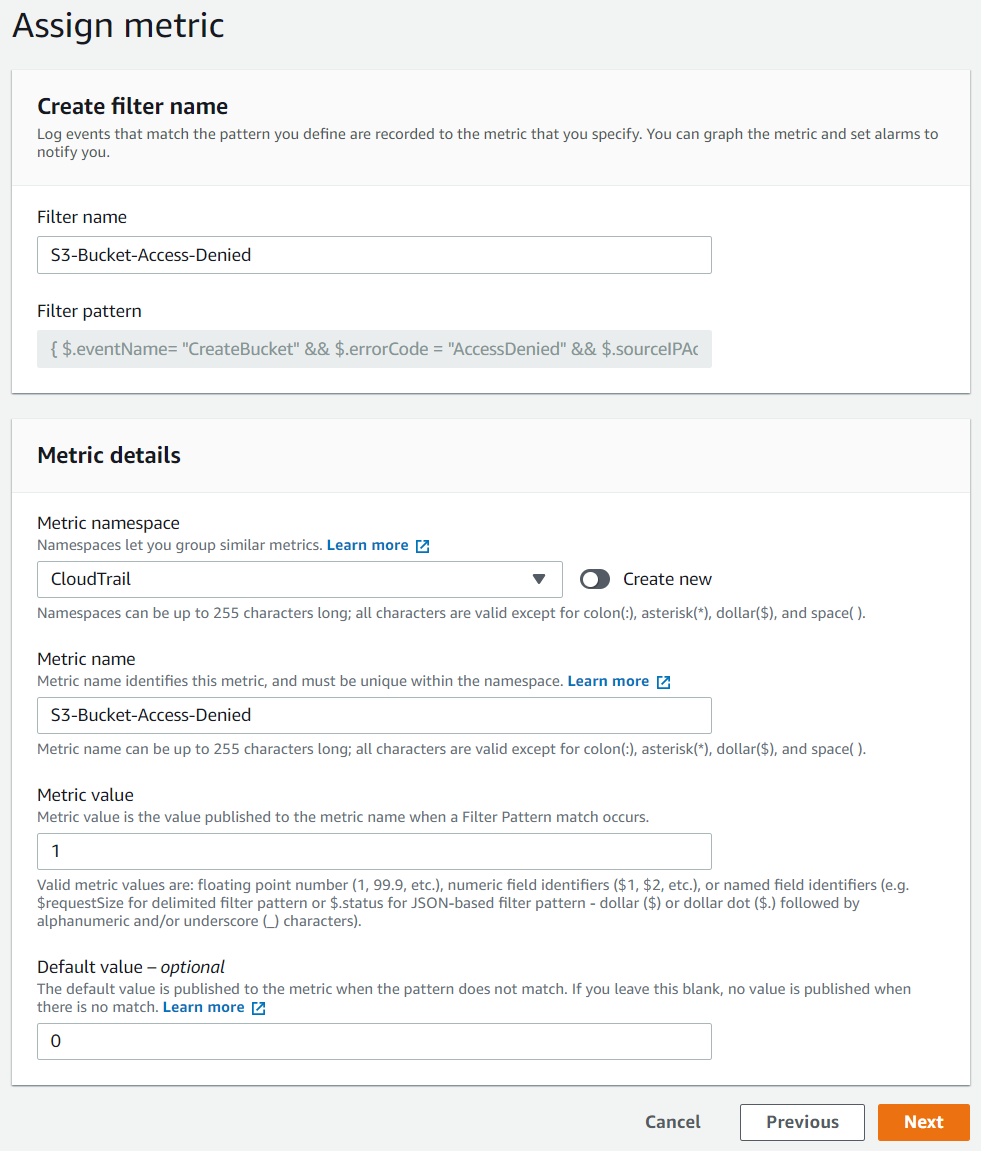 Assign metric
Create filter name
Log events that match the pattern you define are recorded to the metric that you specify. You can graph the metric and set alarms to
notify you.
Filter name
S3-Bucket-Access-Denied
Filter pattern
{ $.eventName= "CreateBucket" && $.errorCode = "AccessDenied" && $.sourceIPAc
Metric details
Metric namespace
Namespaces let you group similar metrics. Learn more
CloudTrail
Create new
Namespaces can be up to 255 characters long; all characters are valid except for colon(:), asterisk(*), dollar($), and space( ).
Metric name
Metric name identifies this metric, and must be unique within the namespace. Learn more
S3-Bucket-Access-Denied
Metric name can be up to 255 characters long; all characters are valid except for colon(:), asterisk(*), dollar($), and space( ).
Metric value
Metric value is the value published to the metric name when a Filter Pattern match occurs.
1
Valid metric values are: floating point number (1, 99.9, etc.), numeric field identifiers ($1, $2, etc.), or named field identifiers (e.g.
$requestSize for delimited filter pattern or $.status for JSON-based filter pattern - dollar ($) or dollar dot ($.) followed by
alphanumeric and/or underscore (_) characters).
Default value – optional
The default value is published to the metric when the pattern does not match. If you leave this blank, no value is published when
there is no match. Learn more
0
Cancel
Previous
Next